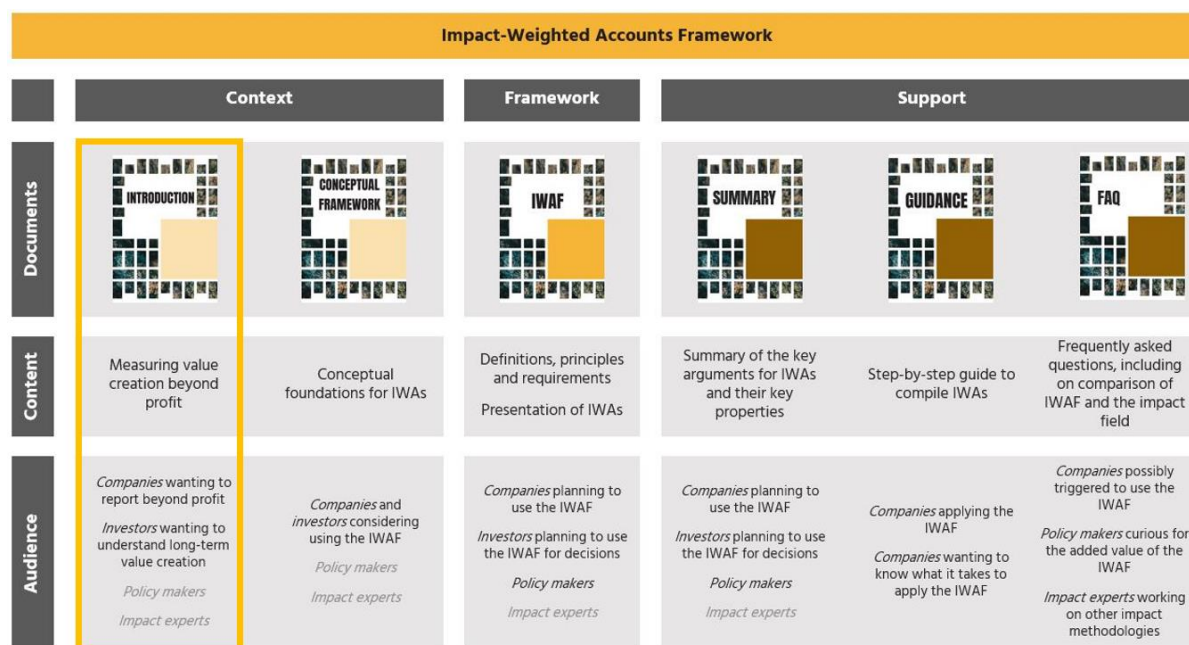 Impact-Weighted Accounts Framework
Context
Framework
Support
Documents
INTRODUCTION
CONCEPTUAL
FRAMEWORK
IWAF
SUMMARY
GUIDANCE
FAQ
Content
Measuring value
creation beyond
profit
Conceptual
foundations for IWAs
Definitions, principles
and requirements
Presentation of IWAs
Summary of the key
arguments for IWAs
and their key
properties
Step-by-step guide to
compile IWAs
Frequently asked
questions, including
on comparison of
IWAF and the impact
field
Audience
Companies wanting to
report beyond profit
Investors wanting to
understand long-term
value creation
Policy makers
Impact experts
Companies and
investors considering
using the IWAF
Policy makers
Impact experts
Companies planning to
use the IWAF
Investors planning to use
the IWAF for decisions
Policy makers
Impact experts
Companies planning to
use the IWAF
Investors planning to use
the IWAF for decisions
Policy makers
Impact experts
Companies applying the
IWAF
Companies wanting to
know what it takes to
apply the IWAF
Companies possibly
triggered to use the
IWAF
Policy makers curious for
the added value of the
IWAF
Impact experts working
on other impact
methodologies